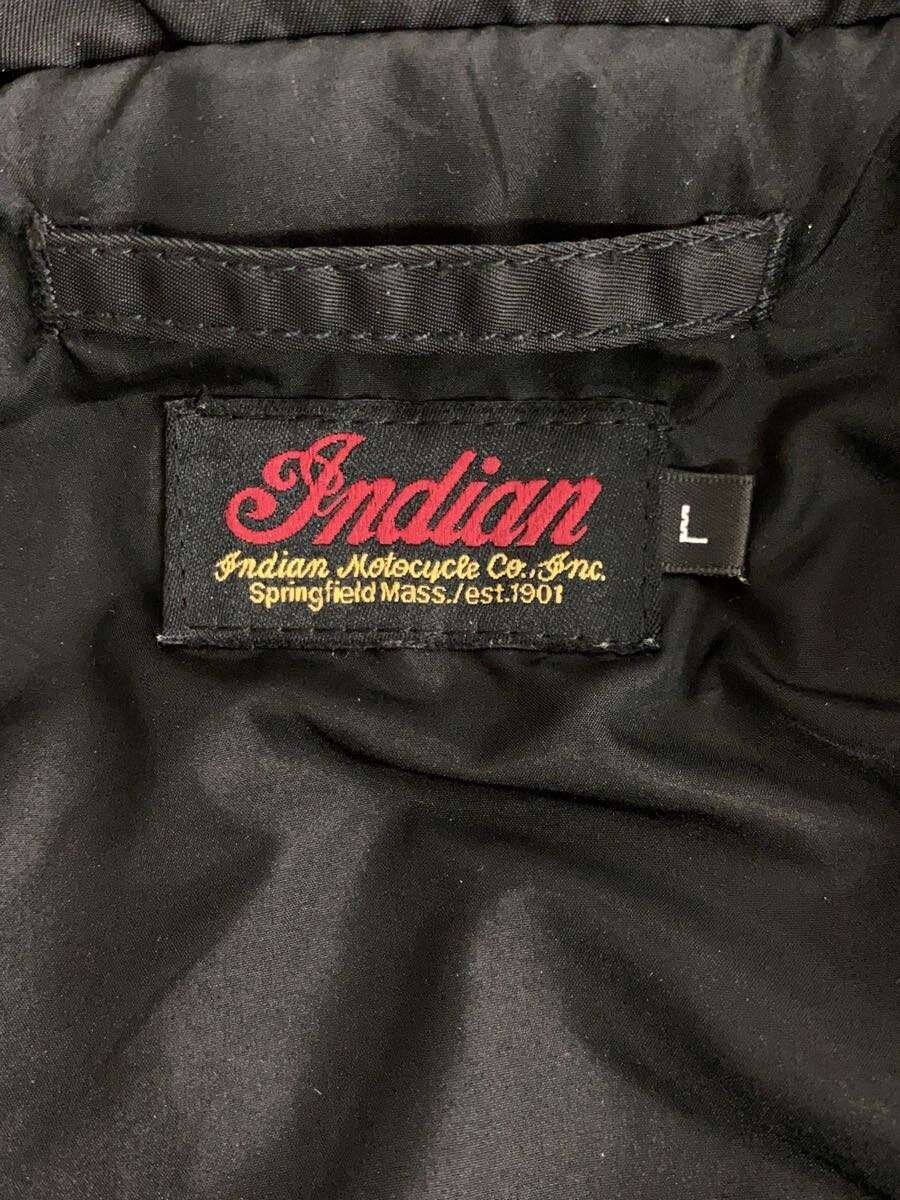 Indian
Indian Motocycle Co., Inc.
Springfield Mass./est.1901
L